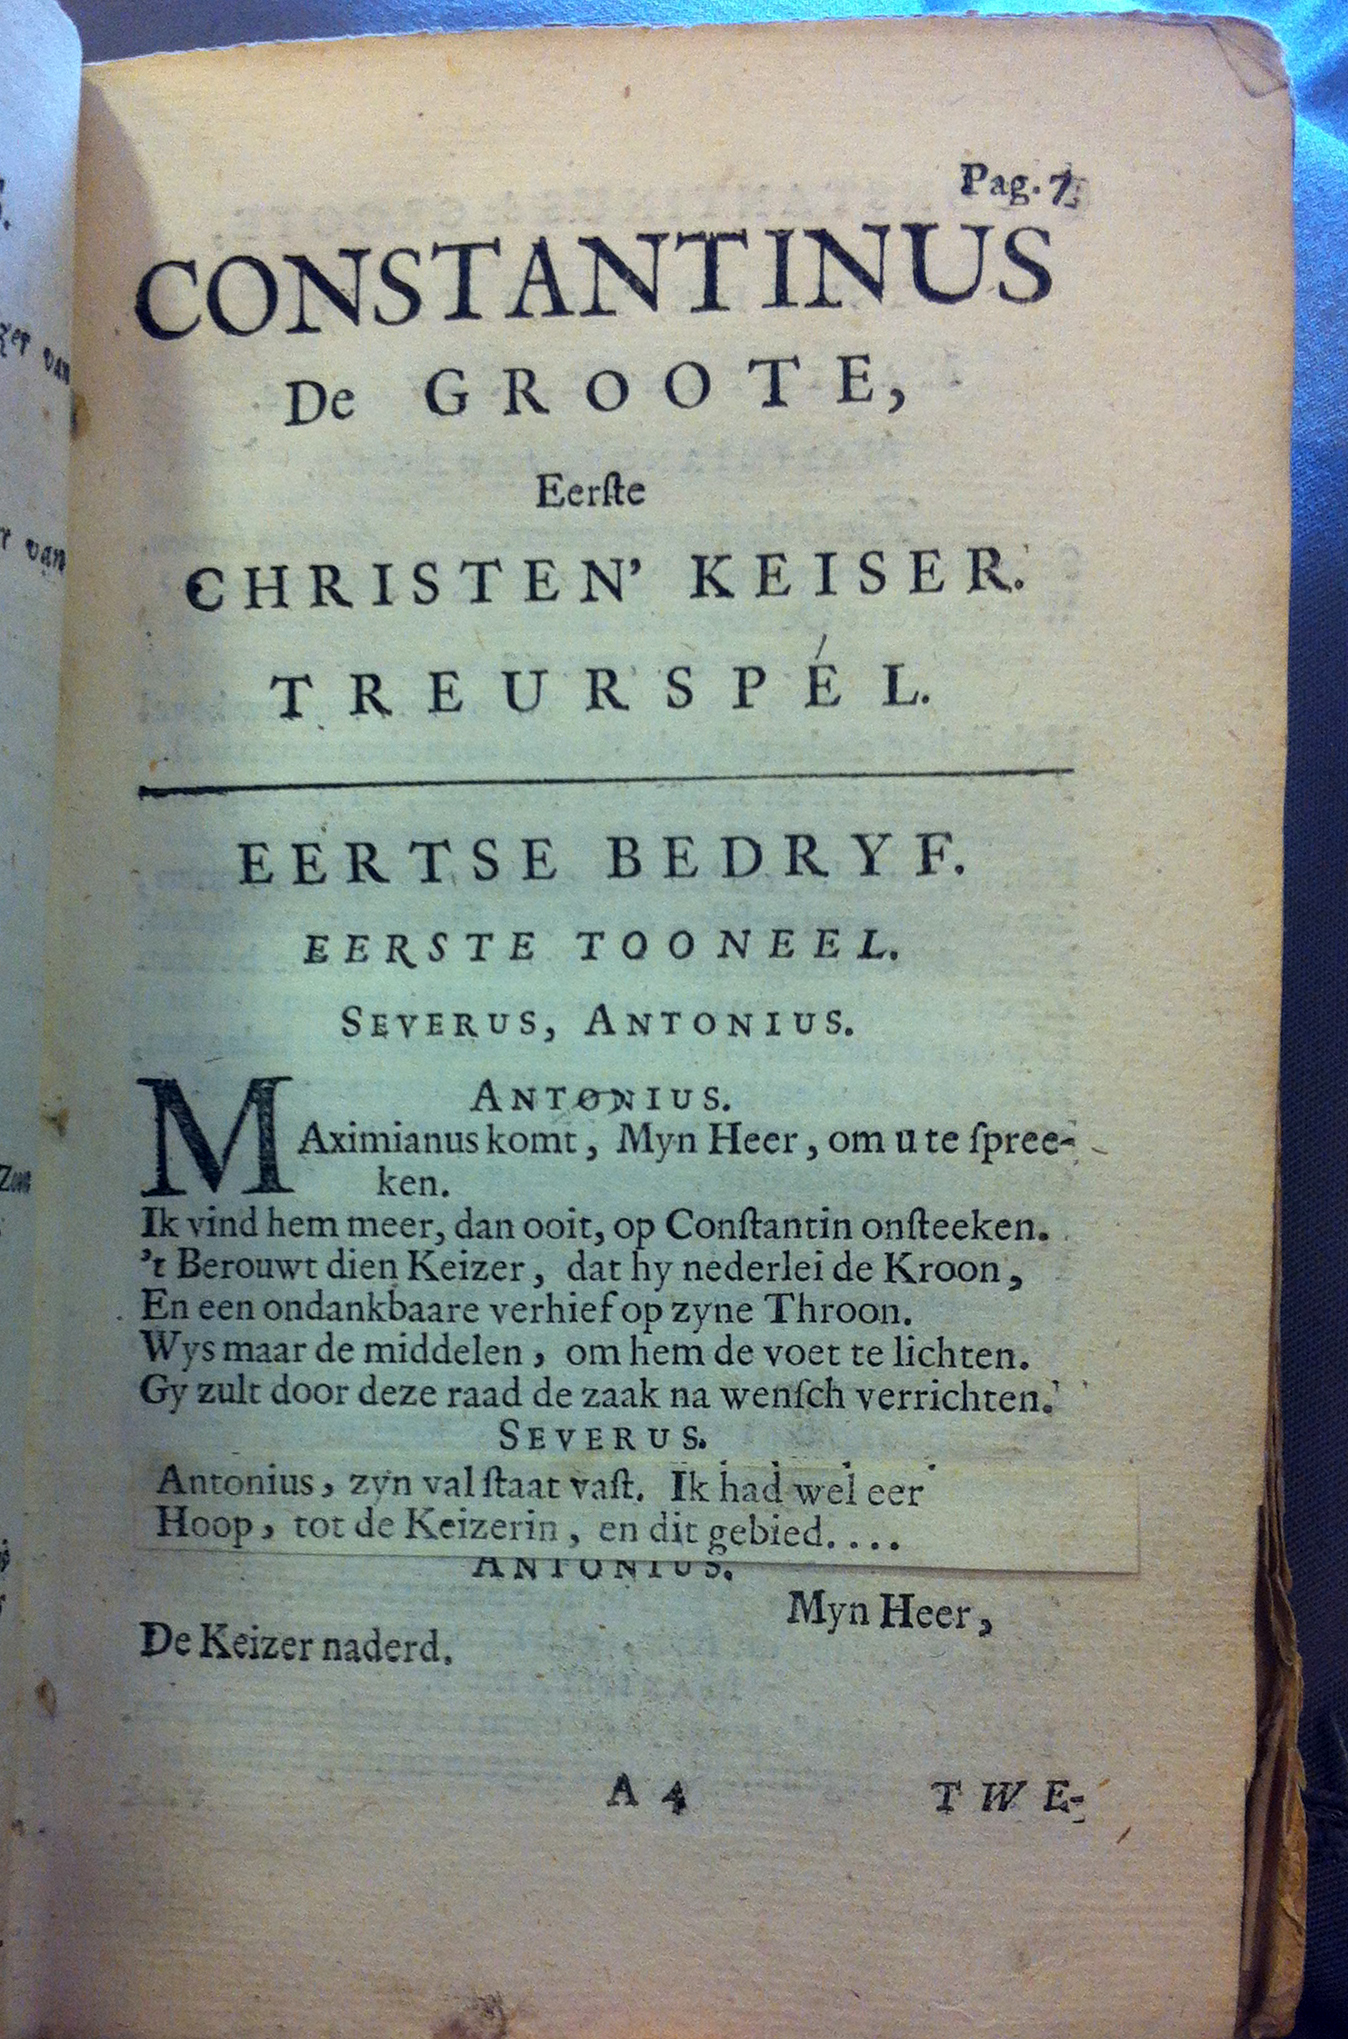 Pag. 7.
CONSTANTINUS
De GROOTE,
Eerſte
CHRISTEN' KEISER.
TREURSPÉL.
EERTSE BEDRYF.
EERSTE TOONEEL.
SEVERUS, ANTONIUS.
ANTONIUS.
MAximianus komt, Myn Heer, om u te ſpree-
ken.
Ik vind hem meer, dan ooit, op Conſtantin onſteeken.
't Berouwt dien Keizer, dat hy nederlei de Kroon,
En een ondankbaare verhief op zyne Throon.
Wys maar de middelen, om hem de voet te lichten.
Gy zult door deze raad de zaak na wenſch verrichten.
SEVERUS.
Antonius, zyn val ſtaat vaſt. Ik had wel eer
Hoop, tot de Keizerin, en dit gebied....
ANTONIUS.
Myn Heer,
De Keizer naderd.
A 4 TWE-
van
van